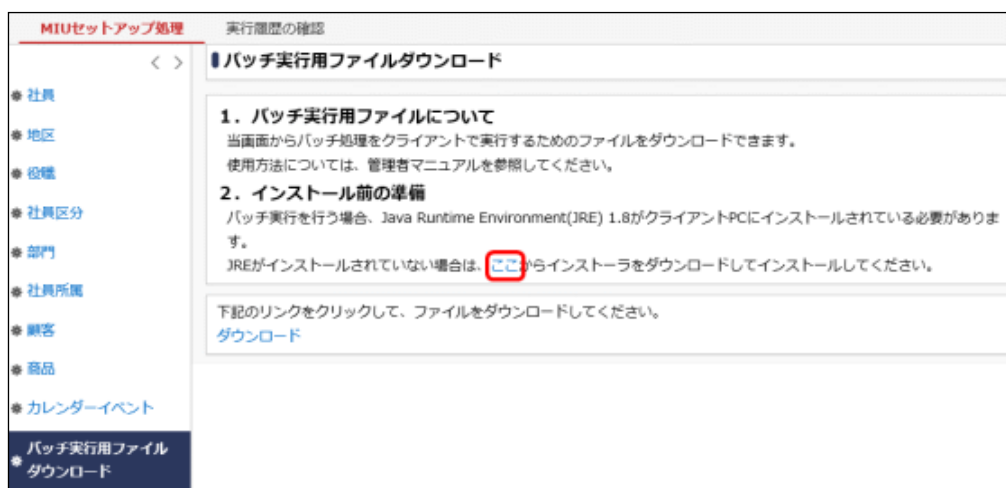 MIUセットアップ処理
実行履歴の確認
< >
社員
地区
役職
社員区分
部門
社員所属
顧客
商品
カレンダーイベント
バッチ実行用ファイル
ダウンロード
バッチ実行用ファイルダウンロード
1．バッチ実行用ファイルについて
当画面からバッチ処理をクライアントで実行するためのファイルをダウンロードできます。
使用方法については、管理者マニュアルを参照してください。
2．インストール前の準備
バッチ実行を行う場合、Java Runtime Environment(JRE) 1.8がクライアントPCにインストールされている必要がありま
す。
JREがインストールされていない場合は、ここからインストーラをダウンロードしてインストールしてください。
下記のリンクをクリックして、ファイルをダウンロードしてください。
ダウンロード